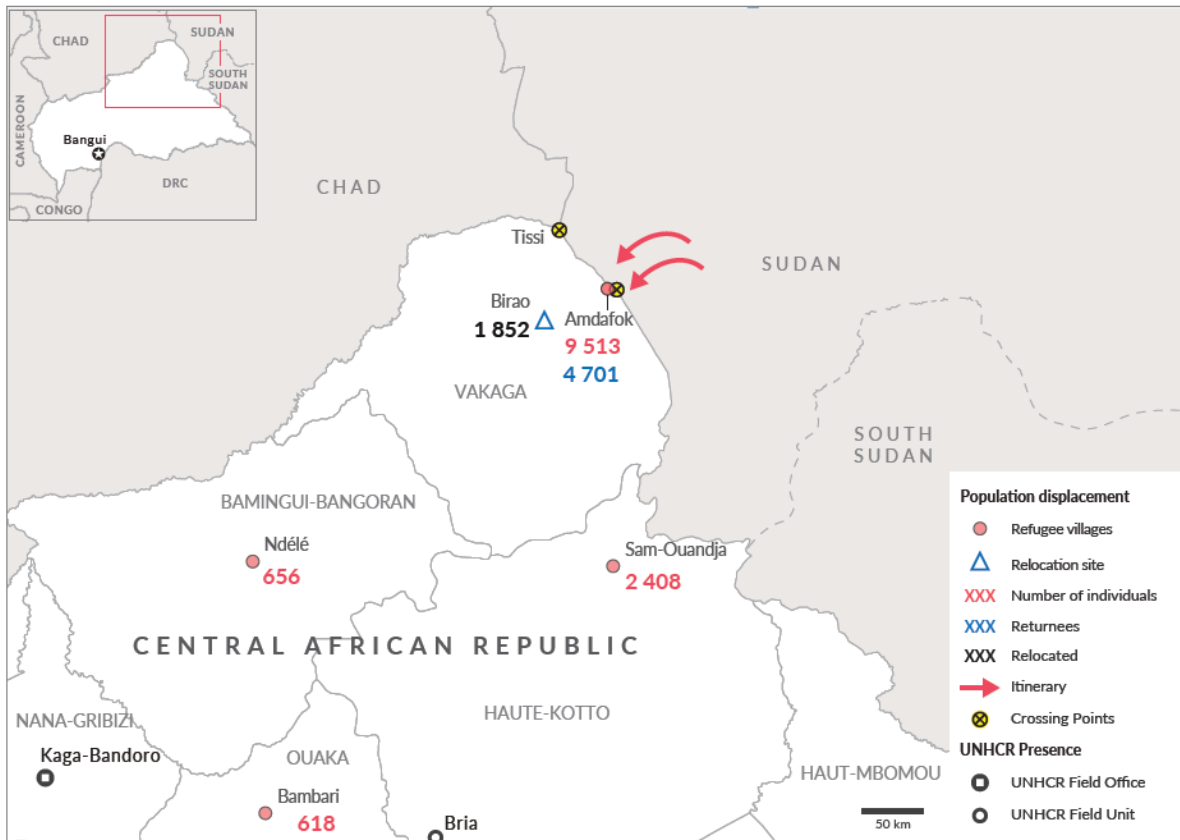 CHAD
SUDAN
SOUTH
SUDAN
CAMEROON
Bangui
DRC
CONGO
CHAD
Tissi
SUDAN
Birao
1 852
Amdafok
9 513
4 701
VAKAGA
SOUTH
SUDAN
BAMINGUI-BANGORAN
Ndélé
656
Sam-Ouandja
2 408
CENTRAL AFRICAN REPUBLIC
NANA-GRIBIZI
HAUTE-KOTTO
Kaga-Bandoro
OUAKA
HAUT-MBOMOU
Bambari
618
Bria
Population displacement
Refugee villages
Relocation site
XXX Number of individuals
XXX Returnees
XXX Relocated
Itinerary
Crossing Points
UNHCR Presence
UNHCR Field Office
UNHCR Field Unit
50 km